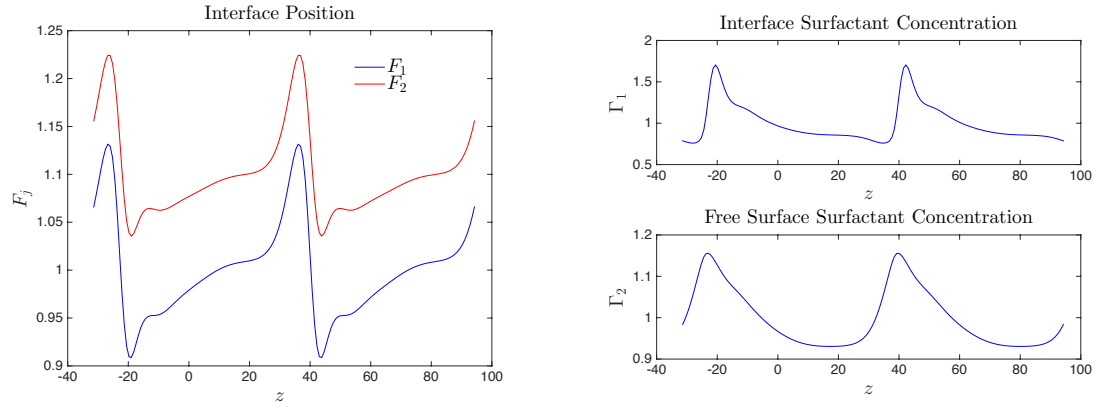 Interface Position
1.25
1.2
1.15
1.1
1.05
1
0.95
0.9
F_j
-40 -20 0 20 40 60 80 100
z
F_1
F_2
Interface Surfactant Concentration
2
1.5
1
0.5
Γ_1
-40 -20 0 20 40 60 80 100
z
Free Surface Surfactant Concentration
1.2
1.1
1
0.9
Γ_2
-40 -20 0 20 40 60 80 100
z